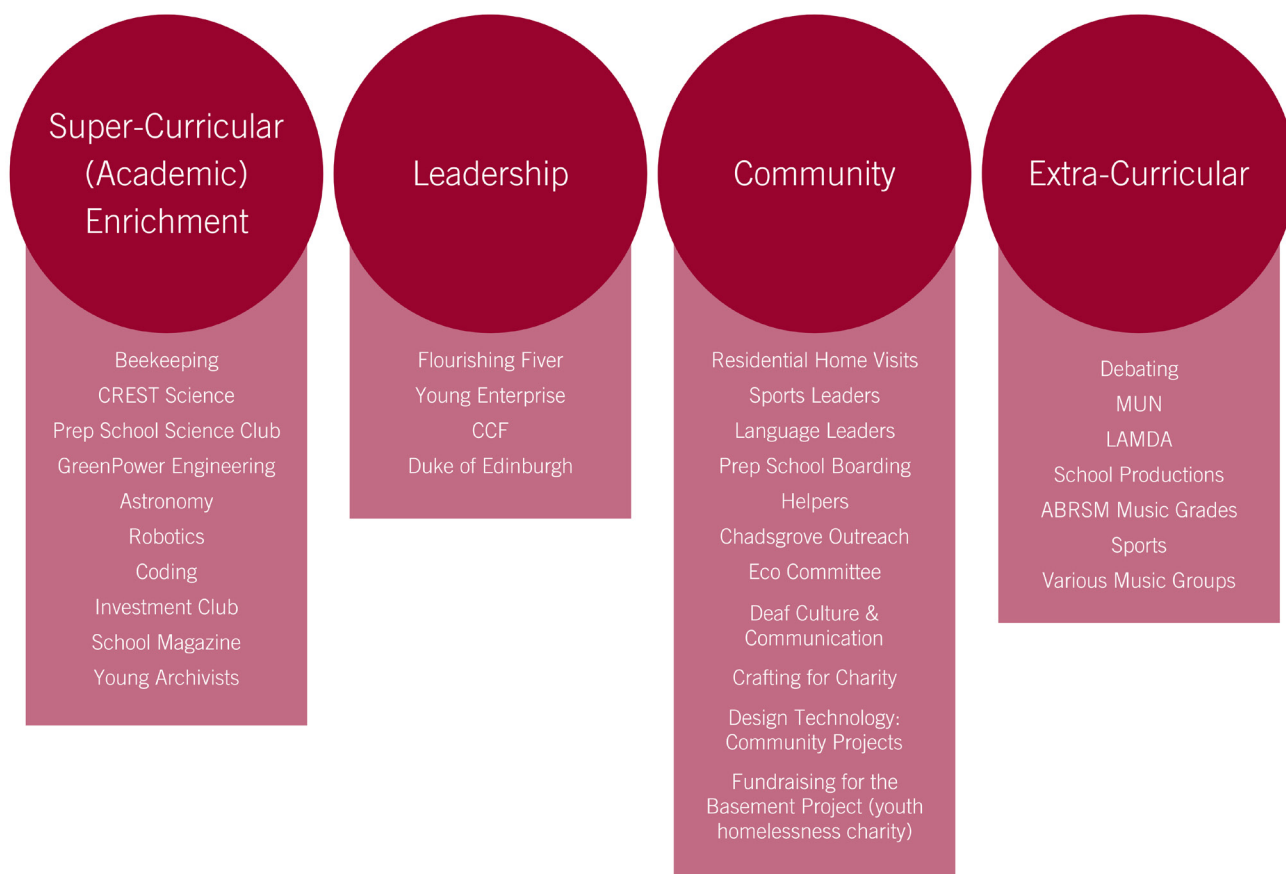 Super-Curricular
(Academic)
Enrichment
Beekeeping
CREST Science
Prep School Science Club
GreenPower Engineering
Astronomy
Robotics
Coding
Investment Club
School Magazine
Young Archivists
Leadership
Flourishing Fiver
Young Enterprise
CCF
Duke of Edinburgh
Community
Residential Home Visits
Sports Leaders
Language Leaders
Prep School Boarding
Helpers
Chadsgrove Outreach
Eco Committee
Deaf Culture &
Communication
Crafting for Charity
Design Technology:
Community Projects
Fundraising for the
Basement Project (youth
homelessness charity)
Extra-Curricular
Debating
MUN
LAMDA
School Productions
ABRSM Music Grades
Sports
Various Music Groups